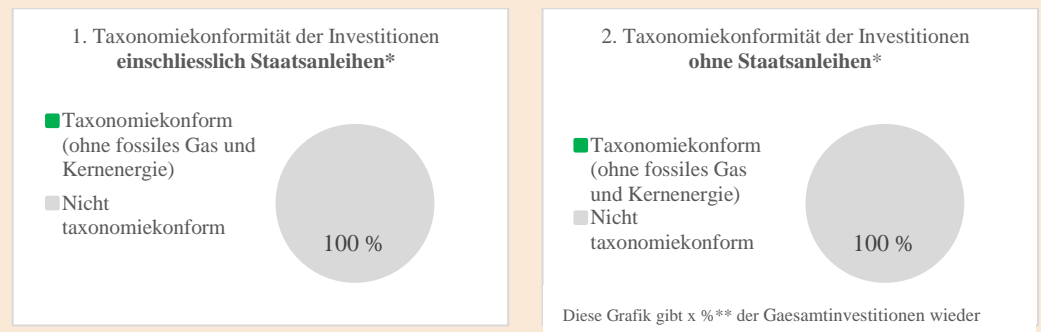 1. Taxonomiekonformität der Investitionen
einschliesslich Staatsanleihen*
Taxonomiekonform
(ohne fossiles Gas und
Kernenergie)
Nicht
taxonomiekonform
100 %
2. Taxonomiekonformität der Investitionen
ohne Staatsanleihen*
Taxonomiekonform
(ohne fossiles Gas
und Kernenergie)
Nicht
taxonomiekonform
100 %
Diese Grafik gibt x %** der Gaesamtinvestitionen wieder